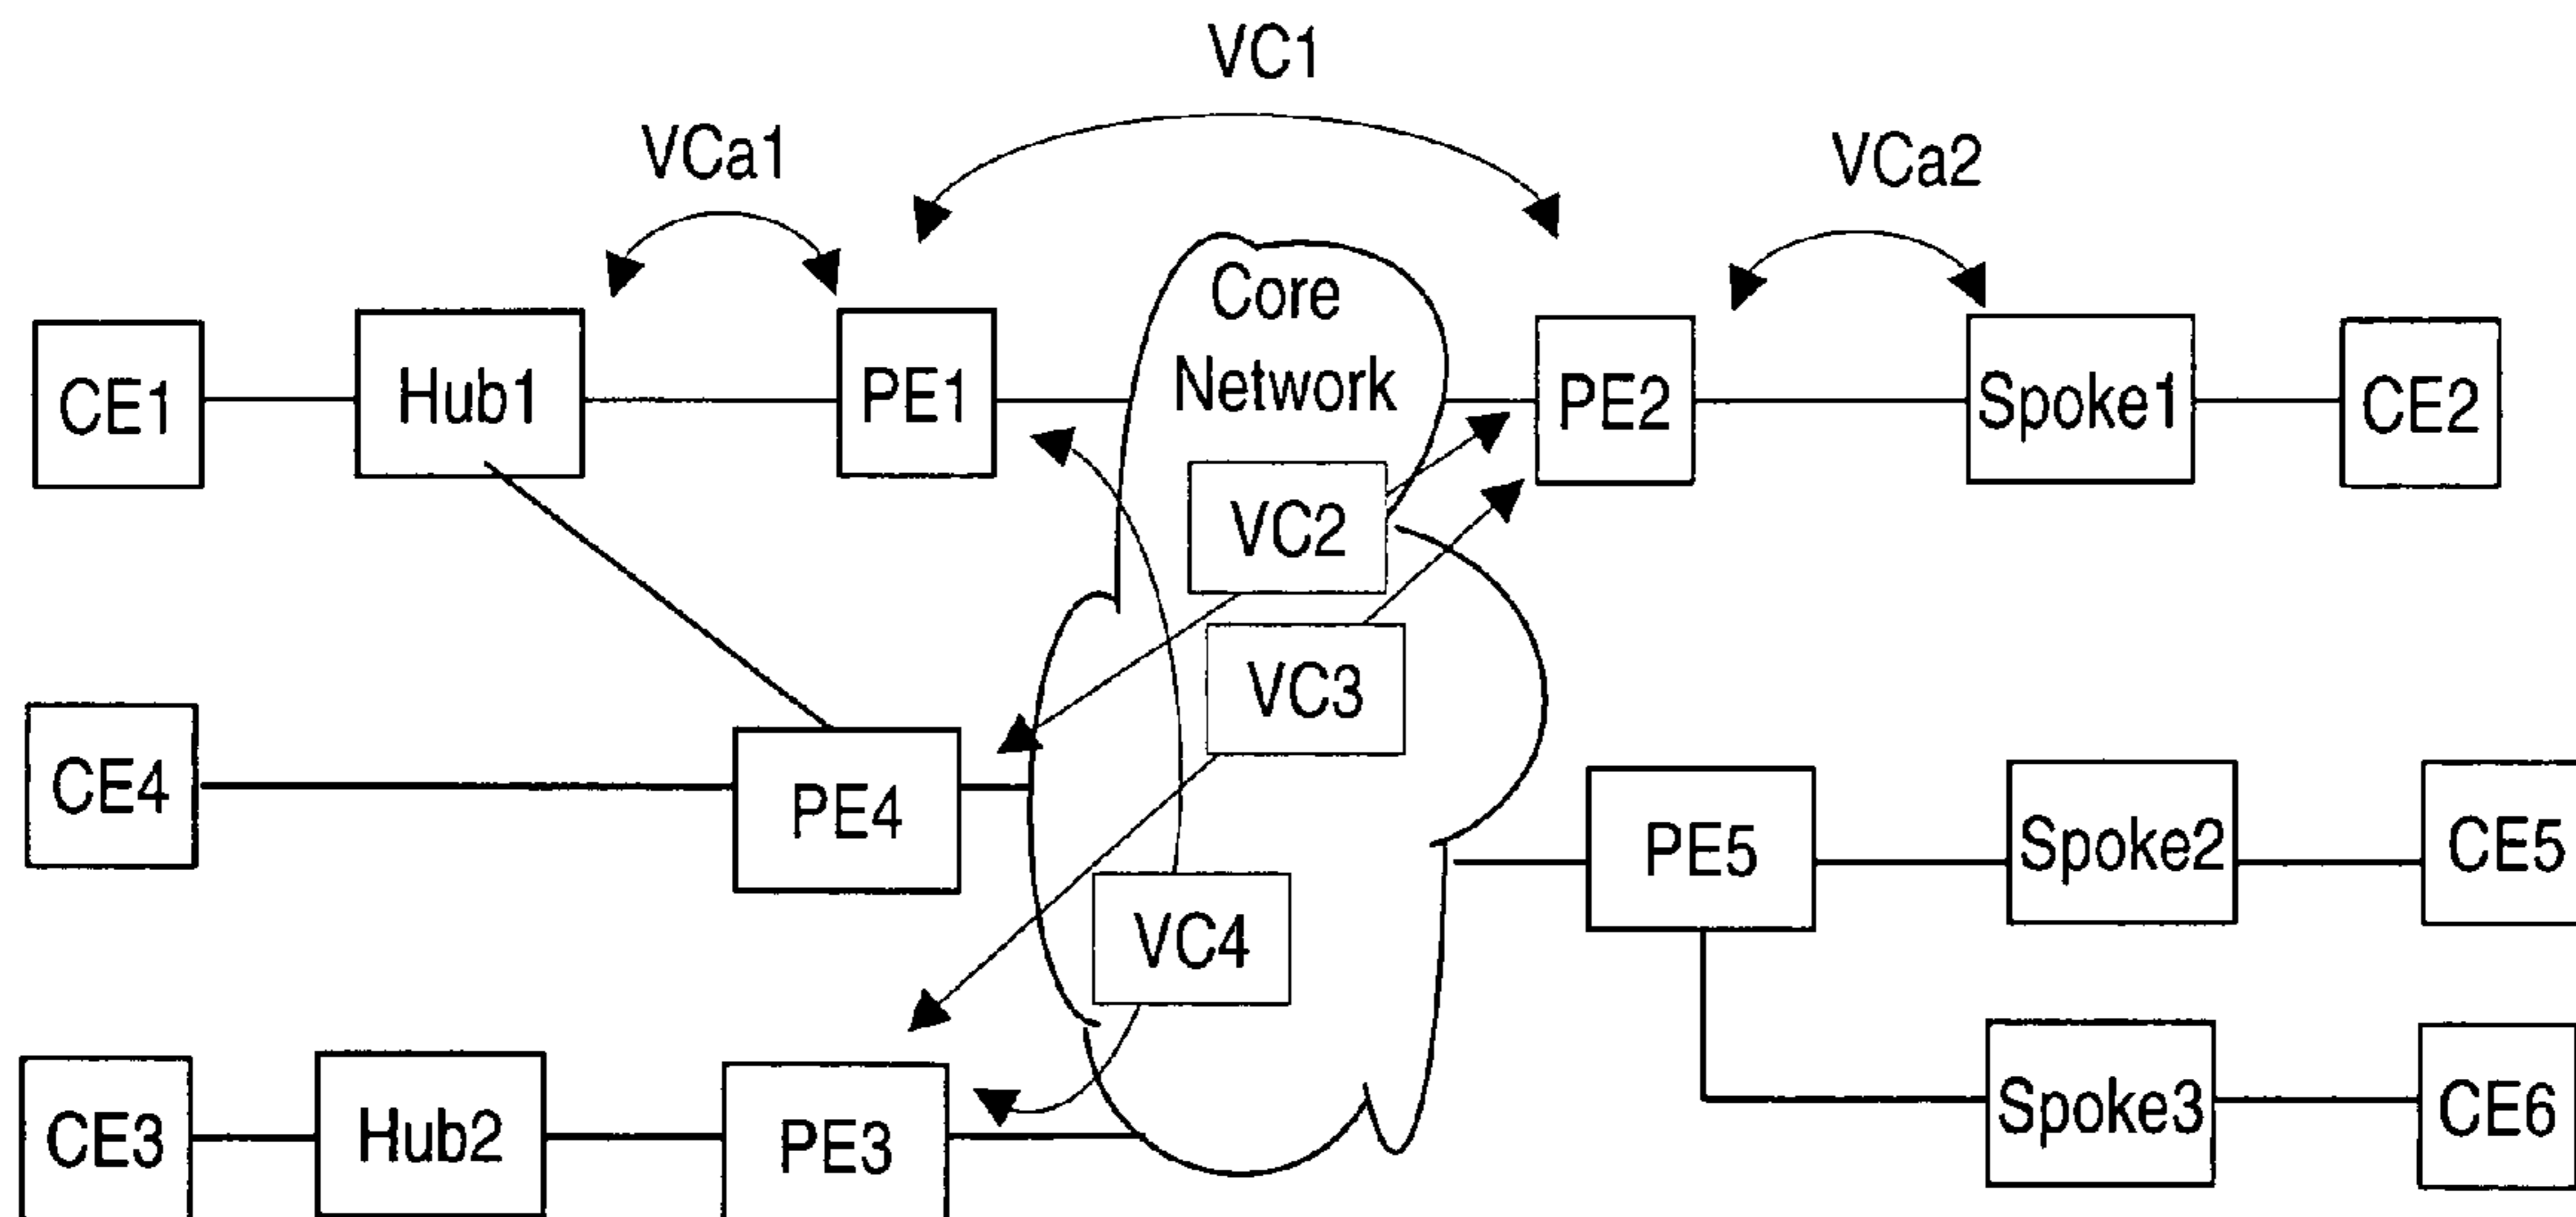 VC1
VCa1
VCa2
Core
Network
CE1
Hub1
PE1
PE2
Spoke1
CE2
VC2
VC3
CE4
PE4
PE5
Spoke2
CE5
VC4
CE3
Hub2
PE3
Spoke3
CE6